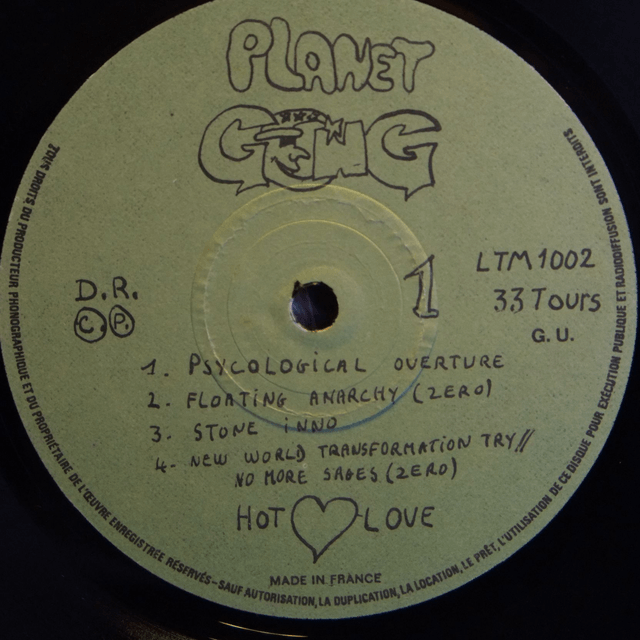 PLANET
GONG
1
LTM 1002
33 Tours
G. U.
D. R.
© ℗
1. PSYCOLOGiCAL OVERTURE
2. FLOATiNG ANARCHY (ZERO)
3. STONE iNNO
4- NEW WORLD TRANSFORMATION TRY//
NO MORE SAGES (ZERO)
HOT ♡ LOVE
MADE IN FRANCE
TOUS DROITS DU PRODUCTEUR PHONOGRAPHIQUE ET DU PROPRIETAIRE DE L'ŒUVRE ENREGISTREE RÉSERVÉS-SAUF AUTORISATION, LA DUPLICATION, LA LOCATION, LE PRÊT, L'UTILISATION DE CE DISQUE POUR EXÉCUTION PUBLIQUE ET RADIODIFFUSION SONT INTERDITS